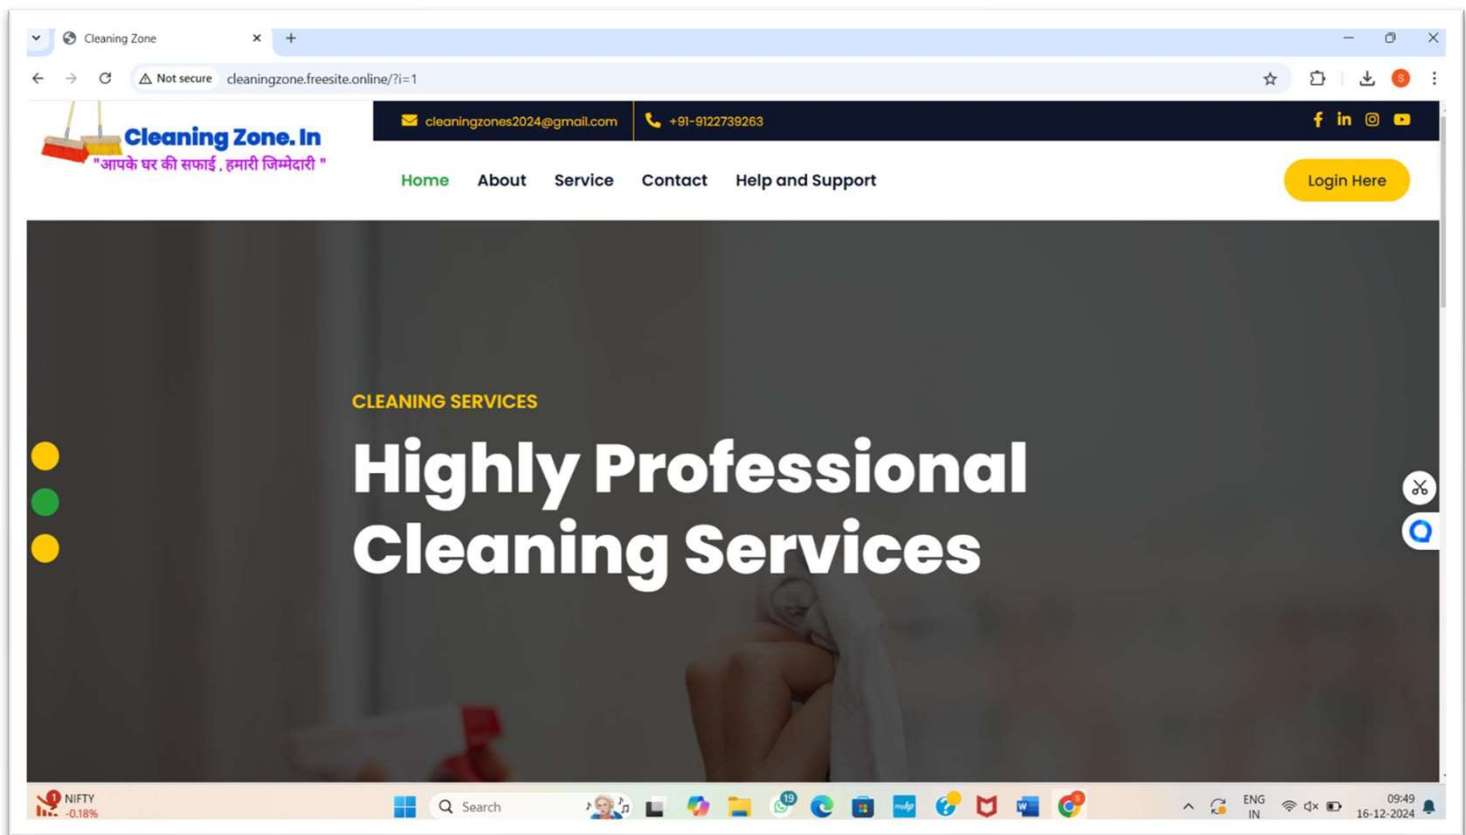 Cleaning Zone
Not secure
cleaningzone.freesite.online/?i=1
S
Cleaning Zone. In
"आपके घर की सफाई , हमारी जिम्मेदारी "
cleaningzones2024@gmail.com
+91-9122739263
Home
About
Service
Contact
Help and Support
Login Here
CLEANING SERVICES
Highly Professional
Cleaning Services
1
NIFTY
-0.18%
Search
19
ENG
IN
09:49
16-12-2024